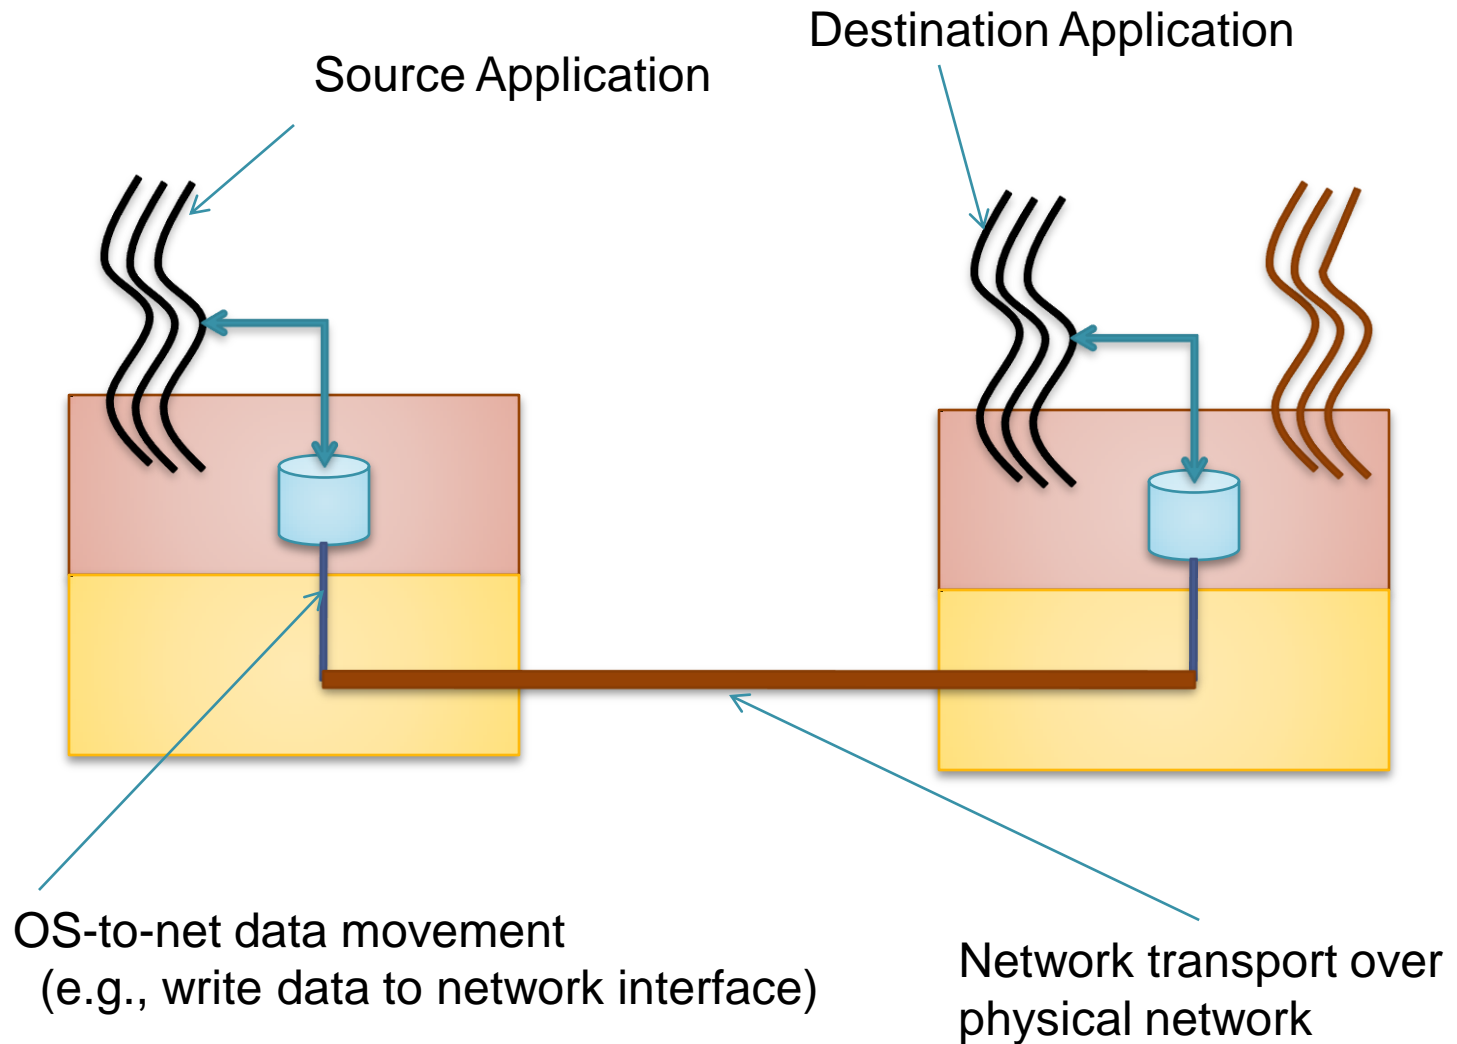 Destination Application
Source Application
OS-to-net data movement
(e.g., write data to network interface)
Network transport over
physical network